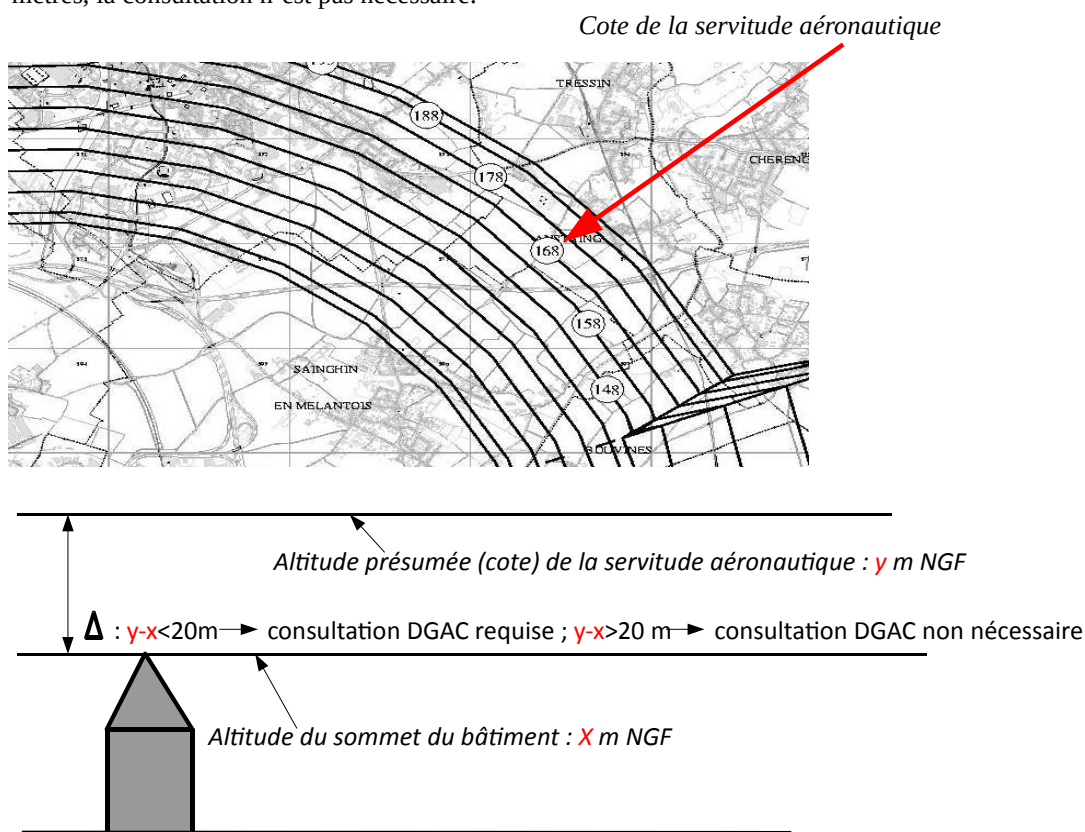 mètres, la consultation n'est pas nécessaire.
Cote de la servitude aéronautique
TRESSIN
188
CHERENG
178
ANSTAING
168
158
SAINGHIN
148
EN MELANTOIS
BOUVINES
Altitude présumée (cote) de la servitude aéronautique : y m NGF
Δ : y-x<20m → consultation DGAC requise ; y-x>20 m → consultation DGAC non nécessaire
Altitude du sommet du bâtiment : X m NGF